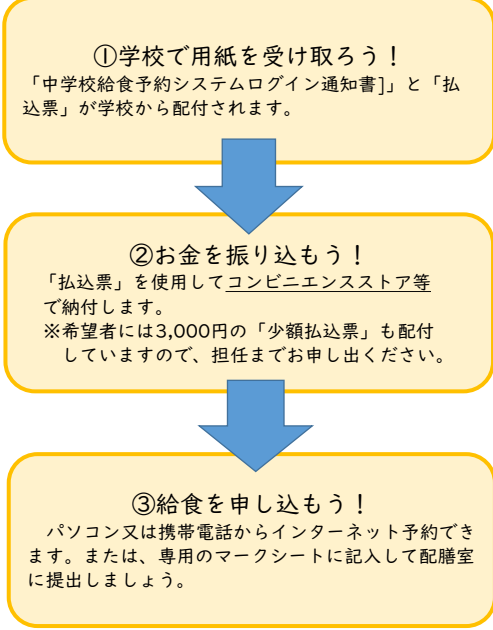 ①学校で用紙を受け取ろう！
「中学校給食予約システムログイン通知書]」と「払
込票」が学校から配付されます。
②お金を振り込もう！
「払込票」を使用してコンビニエンスストア等
で納付します。
※希望者には3,000円の「少額払込票」も配付
していますので、担任までお申し出ください。
③給食を申し込もう！
パソコン又は携帯電話からインターネット予約でき
ます。または、専用のマークシートに記入して配膳室
に提出しましょう。